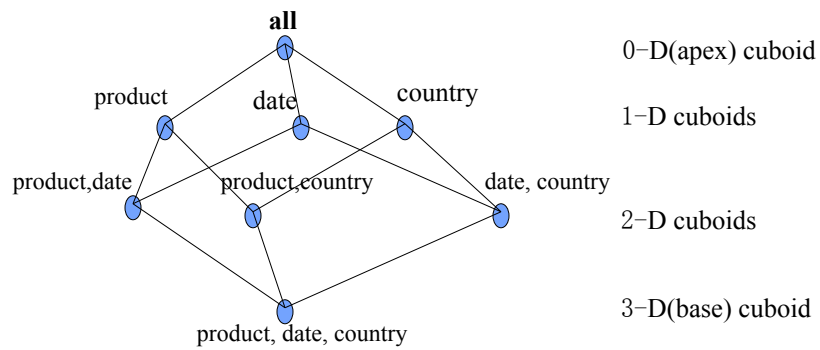 all
0-D(apex) cuboid
product
date
country
1-D cuboids
product,date
product,country
date, country
2-D cuboids
3-D(base) cuboid
product, date, country